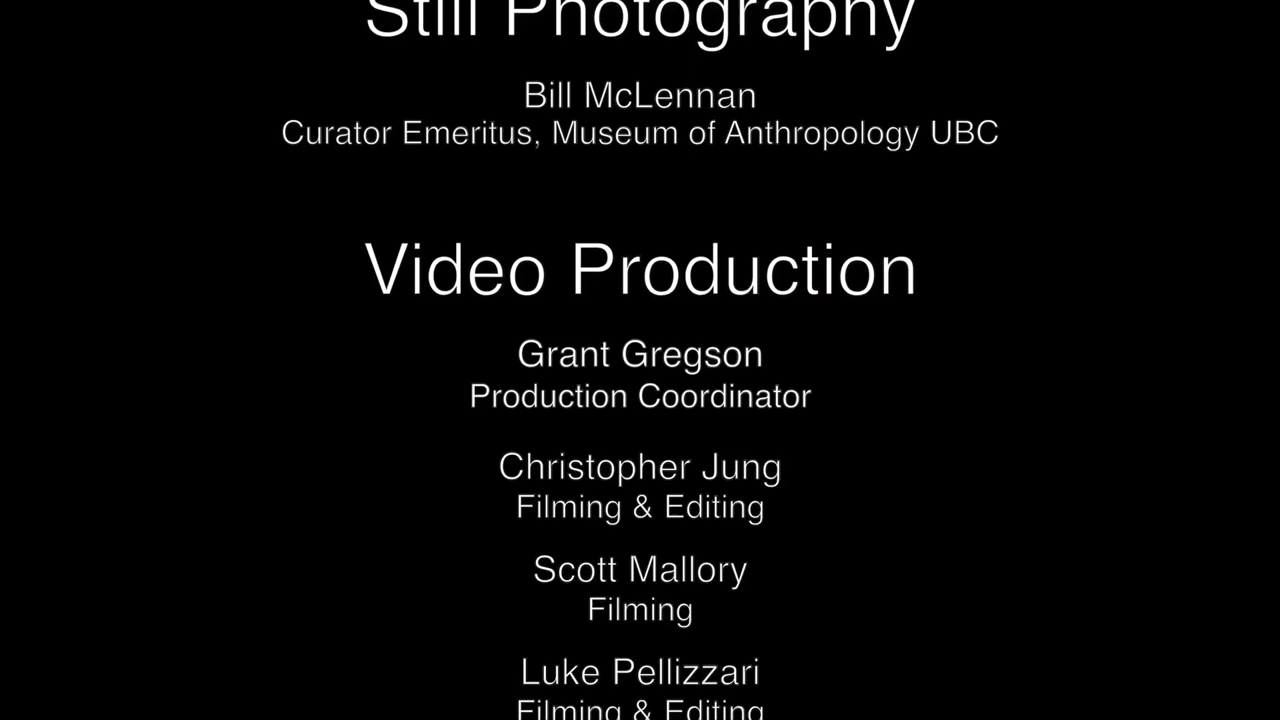 Still Photography
Bill McLennan
Curator Emeritus, Museum of Anthropology UBC
Video Production
Grant Gregson
Production Coordinator
Christopher Jung
Filming & Editing
Scott Mallory
Filming
Luke Pellizzari
Filming & Editing